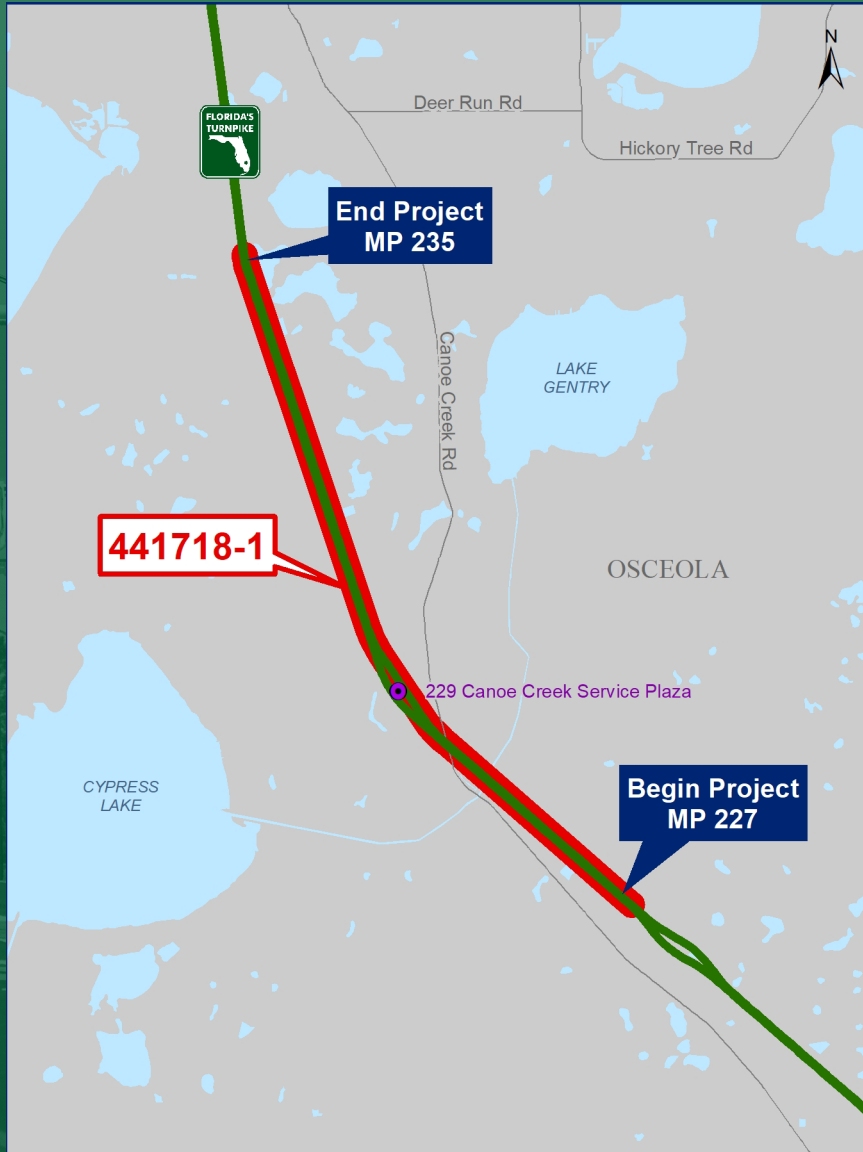 N
Deer Run Rd
FLORIDA'S
TURNPIKE
Hickory Tree Rd
End Project
MP 235
Canoe Creek Rd
LAKE
GENTRY
441718-1
OSCEOLA
229 Canoe Creek Service Plaza
CYPRESS
LAKE
Begin Project
MP 227